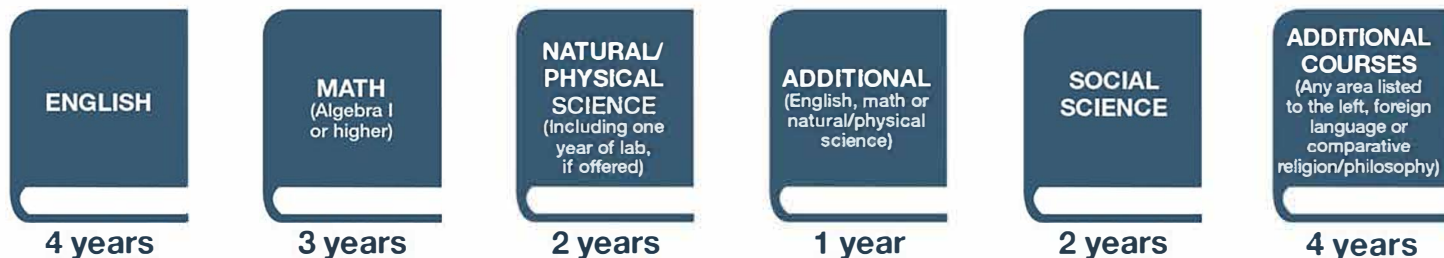 ENGLISH
4 years
MATH
(Algebra I
or higher)
3 years
NATURAL/
PHYSICAL
SCIENCE
(Including one
year of lab,
if offered)
2 years
ADDITIONAL
(English, math or
natural/physical
science)
1 year
SOCIAL
SCIENCE
2 years
ADDITIONAL
COURSES
(Any area listed
to the left, foreign
language or
comparative
religion/philosophy)
4 years